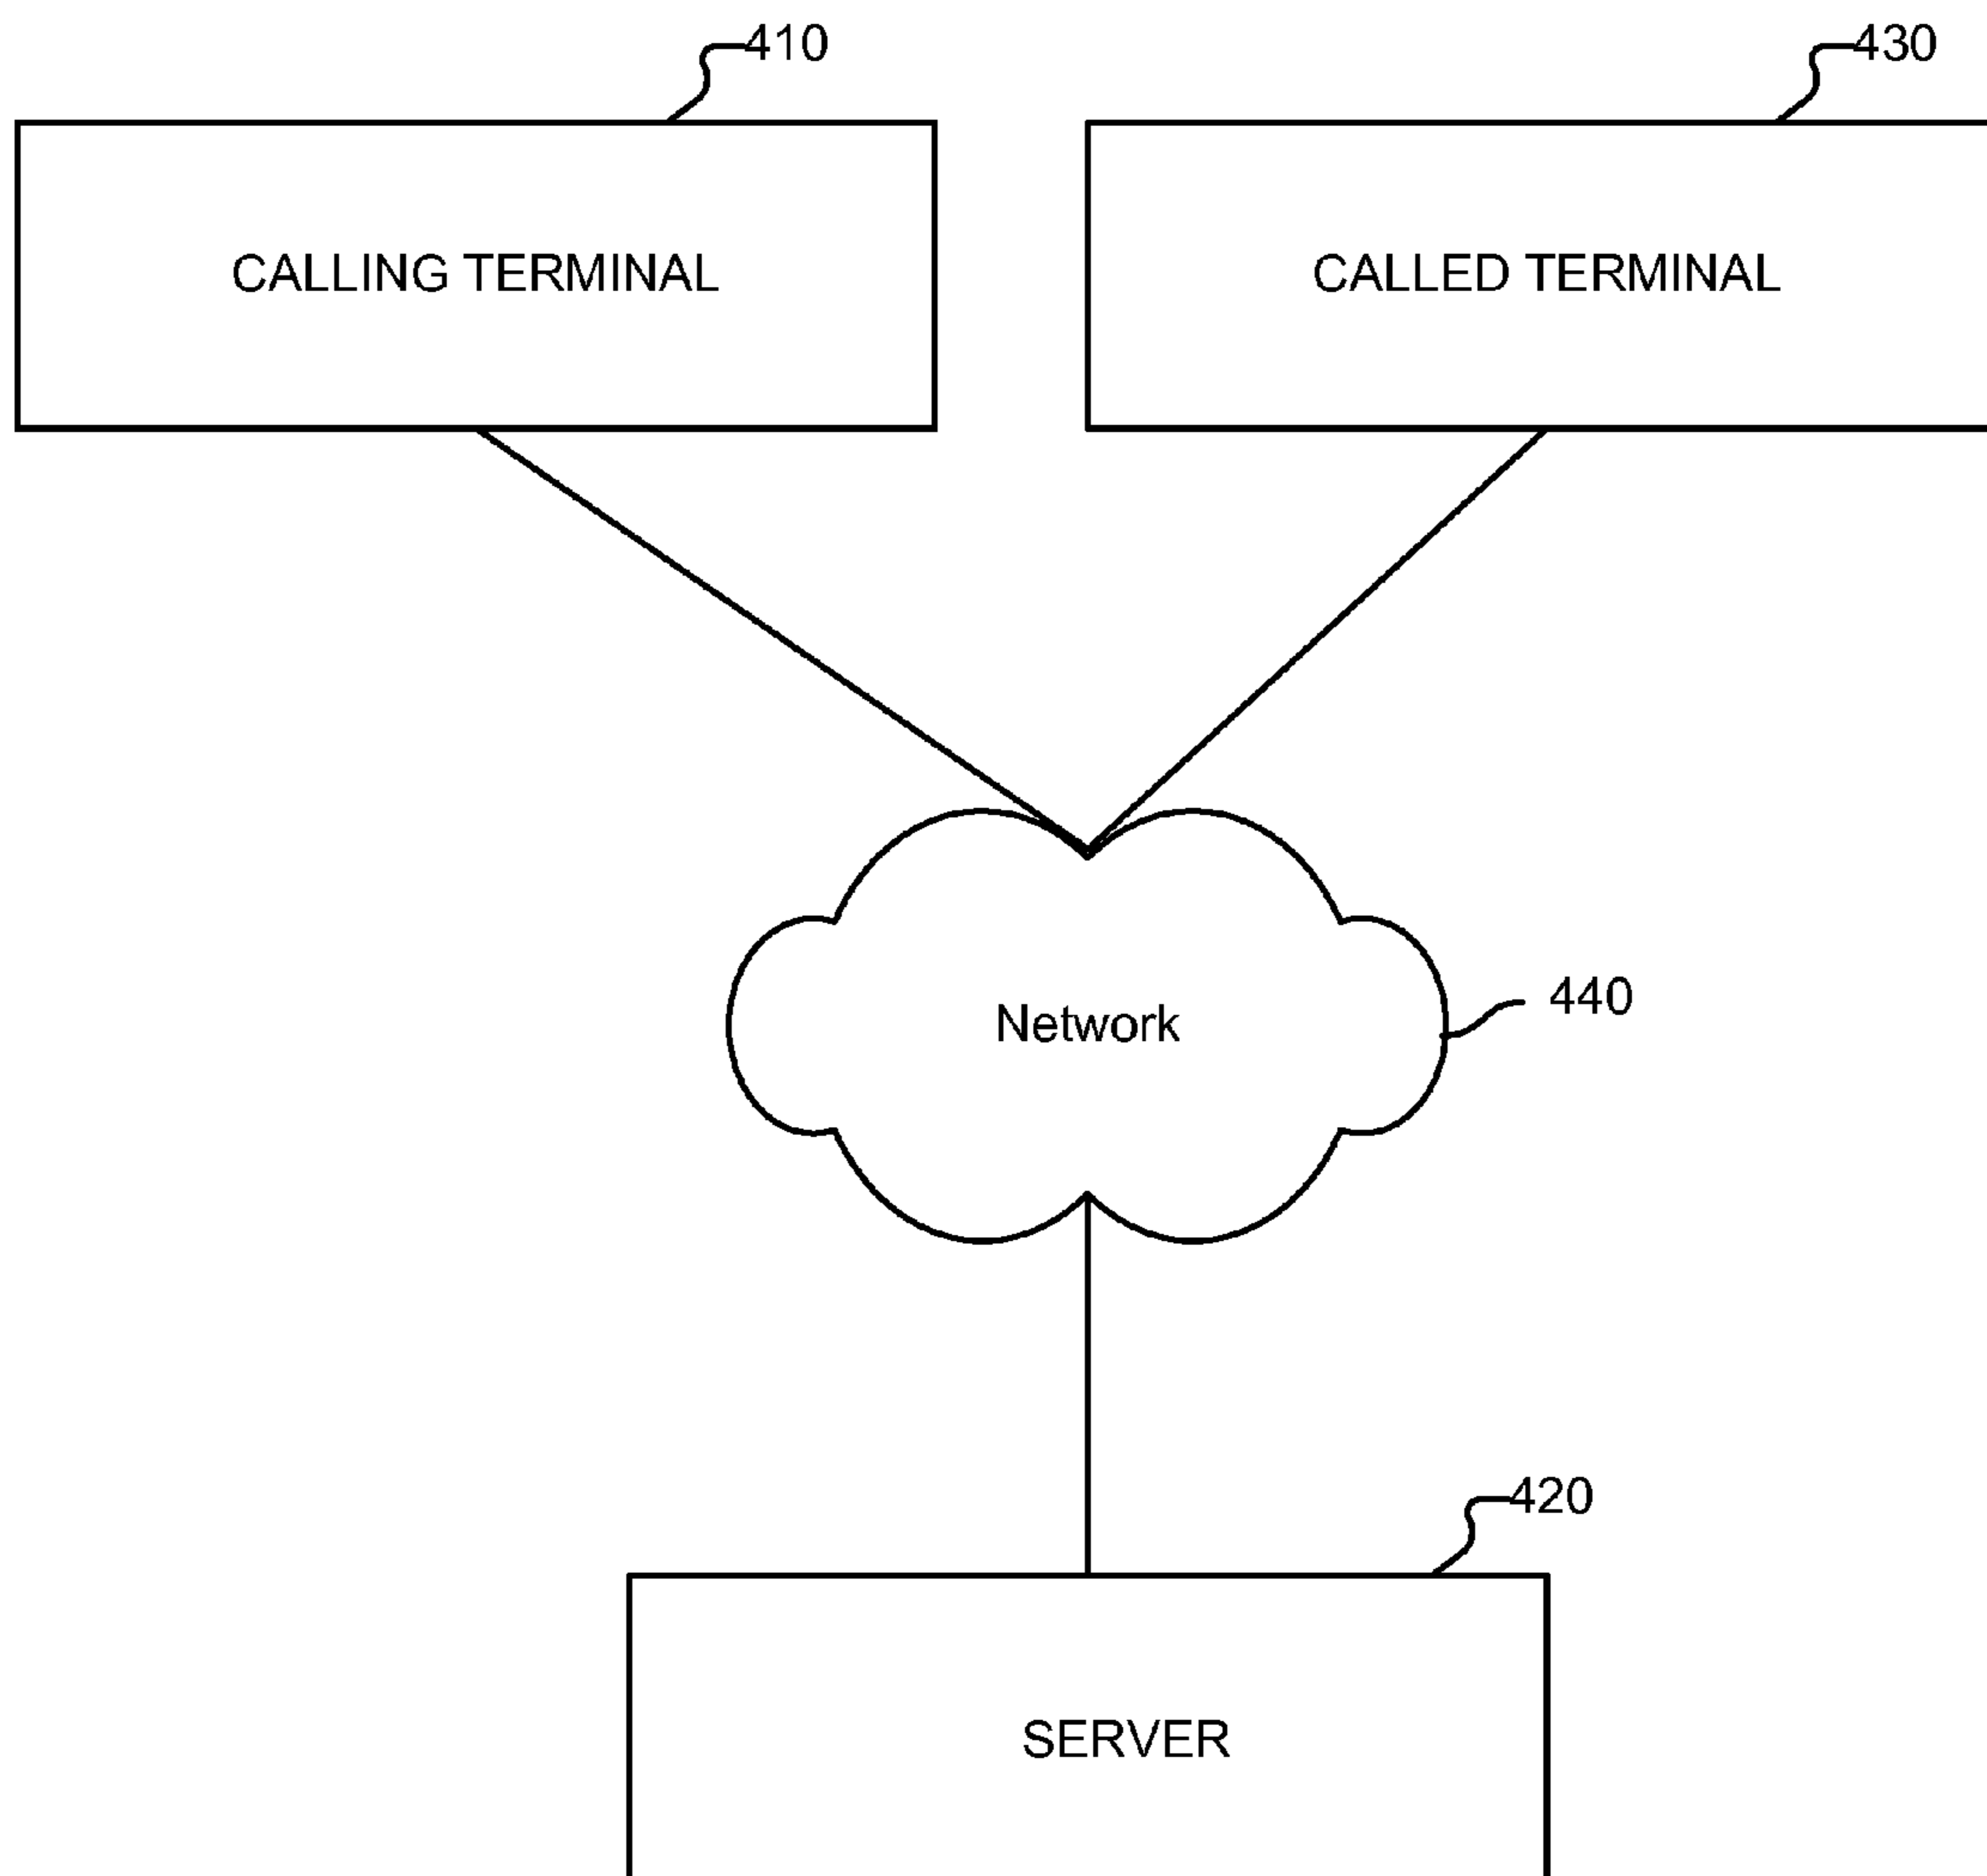 410
430
CALLING TERMINAL
CALLED TERMINAL
Network
440
420
SERVER